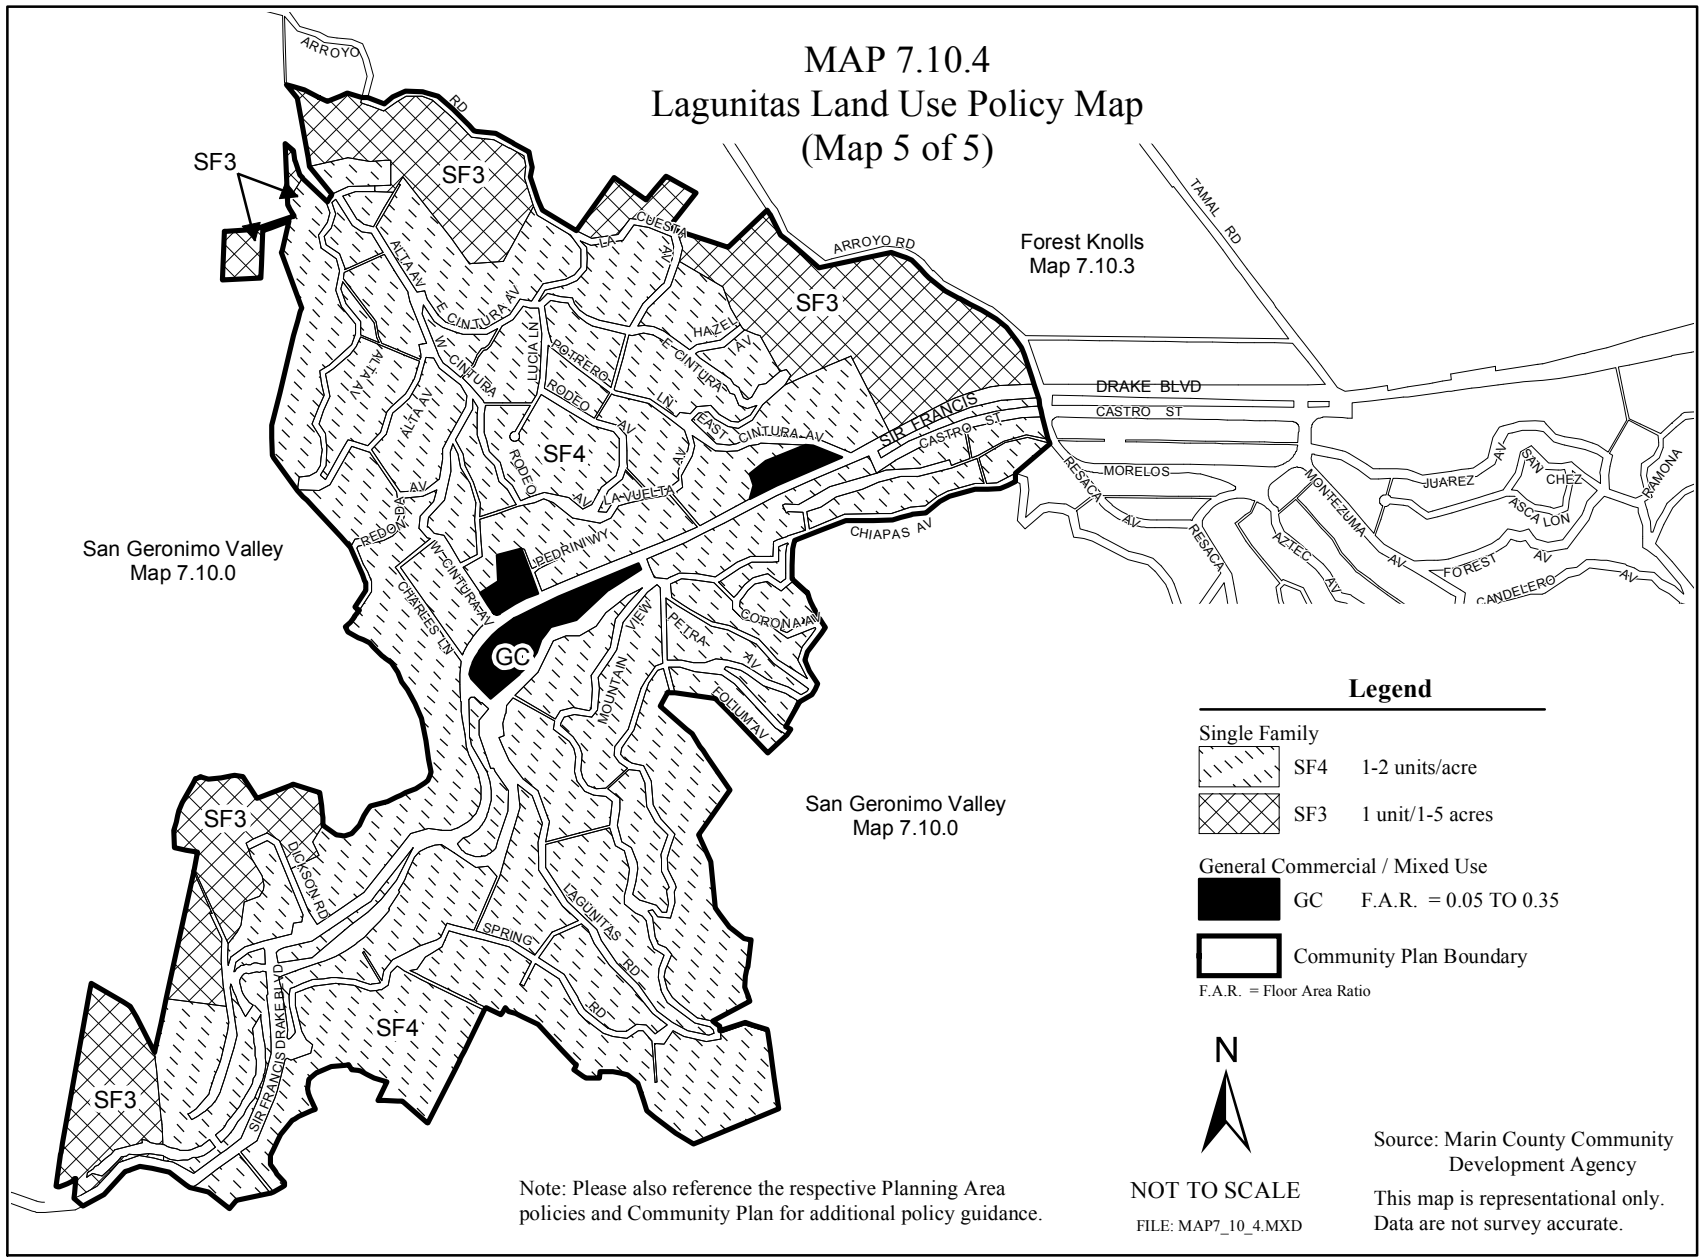 MAP 7.10.4
Lagunitas Land Use Policy Map
(Map 5 of 5)
ARROYO
RD
SF3
SF3
TAMAL RD
CUESTA
LA
AV
ARROYO RD
Forest Knolls
Map 7.10.3
ALTA AV
E CINTURA AV
SF3
HAZEL
AV
LUCIA LN
POTRERO
LN
E CINTURA
W CINTURA
ALTA AV
ALTA AV
RODEO
AV
EAST
CINTURA AV
SIR FRANCIS
DRAKE BLVD
CASTRO ST
CASTRO ST
SF4
RODEO
AV
LA VUELTA
AV
MORELOS
RESACA
AV
RESACA
MONTEZUMA
AV
JUAREZ
AV
SAN
CHEZ
RAMONA
ASCALON
FOREST
AV
CANDELERO
AV
AZTEC
AV
CHIAPAS AV
REDONDA
AV
W CINTURA AV
PEDRINI WY
CHARLES LN
San Geronimo Valley
Map 7.10.0
GC
MOUNTAIN
VIEW
PETRA
AV
CORONA AV
FOLIUM AV
San Geronimo Valley
Map 7.10.0
SF3
DICKSON RD
LAGUNITAS
RD
SPRING
RD
SIR FRANCIS DRAKE BLVD
SF4
SF3
Legend
Single Family
SF4 1-2 units/acre
SF3 1 unit/1-5 acres
General Commercial / Mixed Use
GC F.A.R. = 0.05 TO 0.35
Community Plan Boundary
F.A.R. = Floor Area Ratio
N
NOT TO SCALE
FILE: MAP7_10_4.MXD
Source: Marin County Community
Development Agency
This map is representational only.
Data are not survey accurate.
Note: Please also reference the respective Planning Area
policies and Community Plan for additional policy guidance.